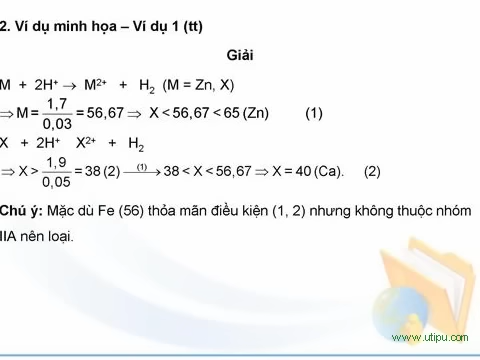 2. Ví dụ minh họa – Ví dụ 1 (tt)
Giải
M + 2H⁺ → M²⁺ + H₂ (M = Zn, X)
⇒ M = 1,7/0,03 = 56,67 ⇒ X < 56,67 < 65 (Zn) (1)
X + 2H⁺ X²⁺ + H₂
⇒ X > 1,9/0,05 = 38 (2) —(1)→ 38 < X < 56,67 ⇒ X = 40 (Ca). (2)
Chú ý: Mặc dù Fe (56) thỏa mãn điều kiện (1, 2) nhưng không thuộc nhóm
IIA nên loại.
www.utipu.com